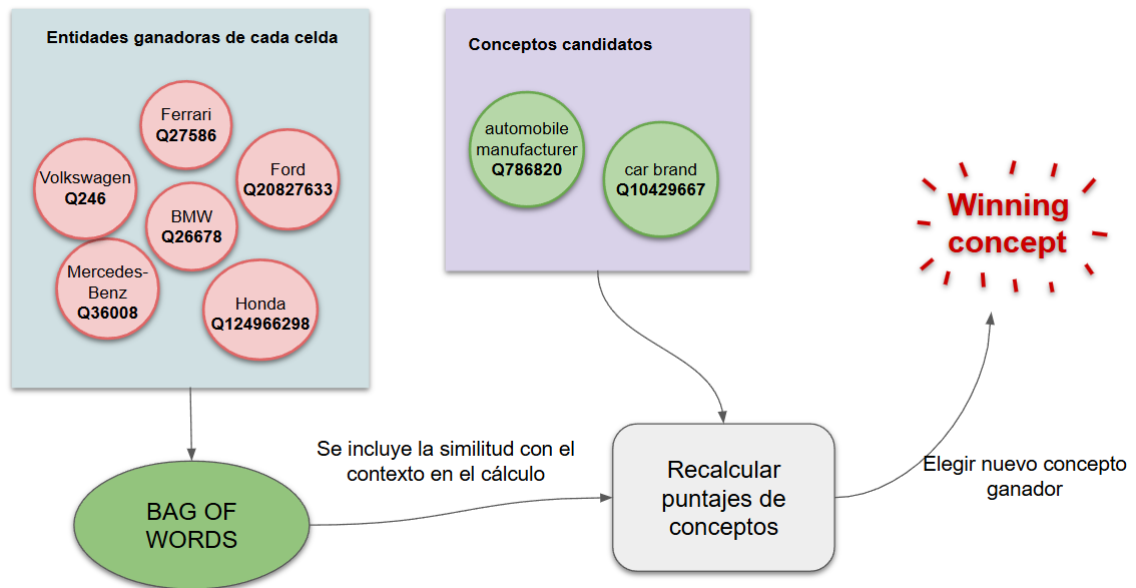 Entidades ganadoras de cada celda
Ferrari
Q27586
Volkswagen
Q246
Ford
Q20827633
BMW
Q26678
Mercedes-
Benz
Q36008
Honda
Q124966298
Conceptos candidatos
automobile
manufacturer
Q786820
car brand
Q10429667
Winning
concept
Se incluye la similitud con el
contexto en el cálculo
BAG OF
WORDS
Recalcular
puntajes de
conceptos
Elegir nuevo concepto
ganador